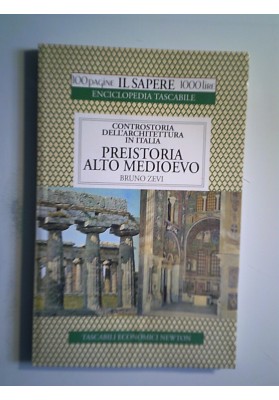 100 PAGINE IL SAPERE 1000 LIRE
ENCICLOPEDIA TASCABILE
CONTROSTORIA
DELL'ARCHITETTURA
IN ITALIA
PREISTORIA
ALTO MEDIOEVO
BRUNO ZEVI
TASCABILI ECONOMICI NEWTON